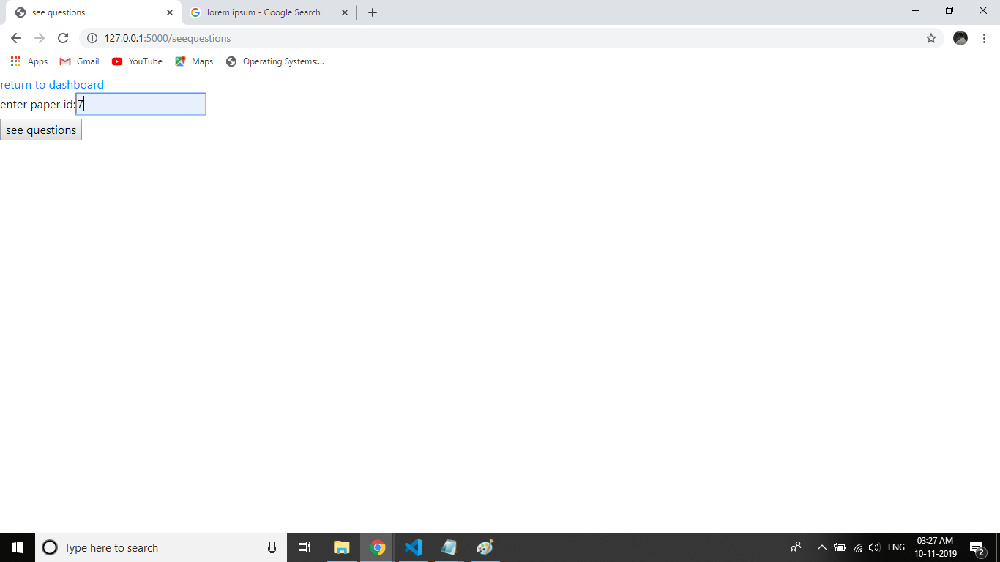 see questions
lorem ipsum - Google Search
127.0.0.1:5000/seequestions
Apps
Gmail
YouTube
Maps
Operating Systems:...
return to dashboard
enter paper id:7
see questions
Type here to search
ENG
03:27 AM
10-11-2019
2